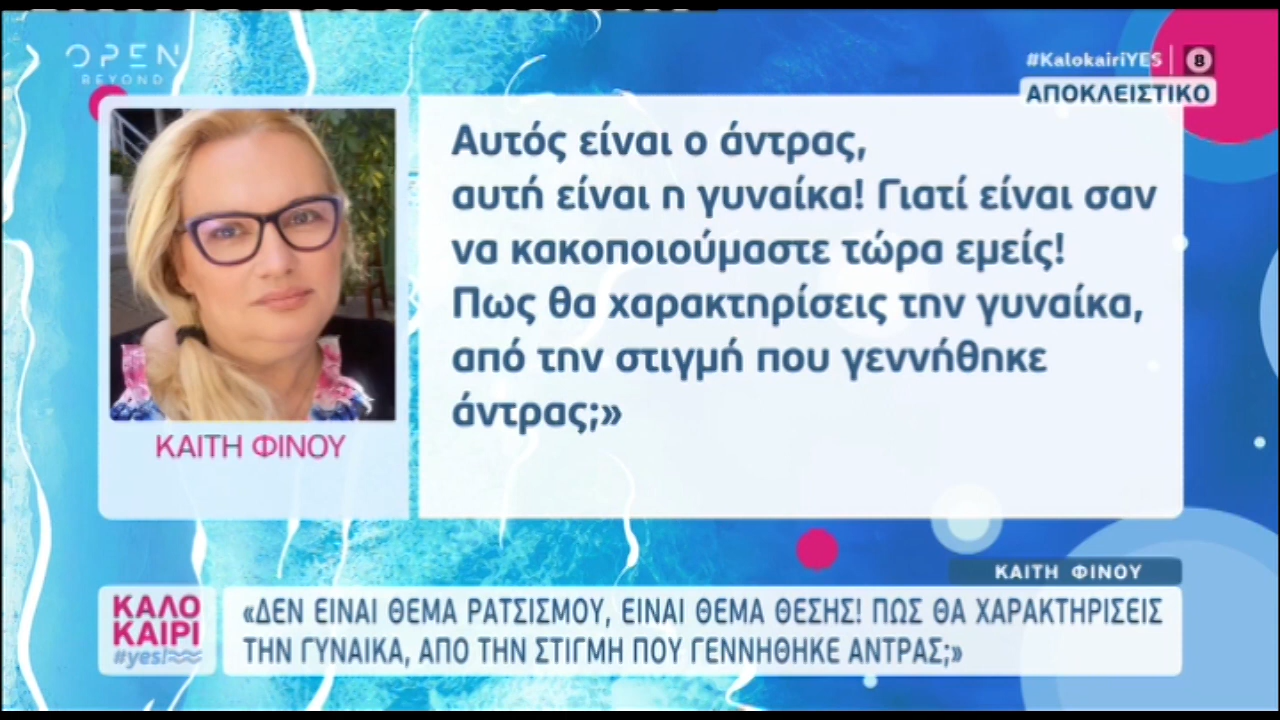 OPEN
BEYOND
#KalokairiYES 8
ΑΠΟΚΛΕΙΣΤΙΚΟ
Αυτός είναι ο άντρας,
αυτή είναι η γυναίκα! Γιατί είναι σαν
να κακοποιούμαστε τώρα εμείς!
Πως θα χαρακτηρίσεις την γυναίκα,
από την στιγμή που γεννήθηκε
άντρας;»
ΚΑΙΤΗ ΦΙΝΟΥ
ΚΑΙΤΗ ΦΙΝΟΥ
ΚΑΛΟ
ΚΑΙΡΙ
#yes!
«ΔΕΝ ΕΙΝΑΙ ΘΕΜΑ ΡΑΤΣΙΣΜΟΥ, ΕΙΝΑΙ ΘΕΜΑ ΘΕΣΗΣ! ΠΩΣ ΘΑ ΧΑΡΑΚΤΗΡΙΣΕΙΣ
ΤΗΝ ΓΥΝΑΙΚΑ, ΑΠΟ ΤΗΝ ΣΤΙΓΜΗ ΠΟΥ ΓΕΝΝΗΘΗΚΕ ΑΝΤΡΑΣ;»